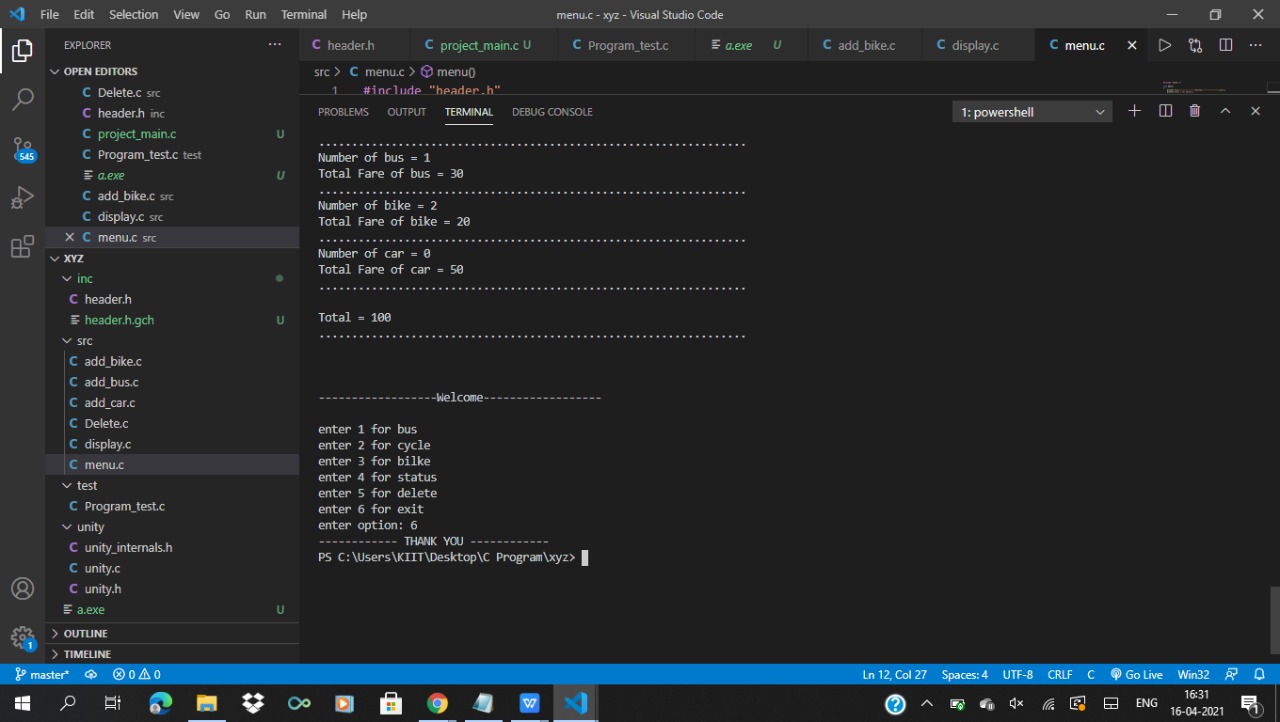 File Edit Selection View Go Run Terminal Help menu.c - xyz - Visual Studio Code
EXPLORER
header.h project_main.c U Program_test.c a.exe U add_bike.c display.c menu.c
OPEN EDITORS
src > menu.c > menu()
Delete.c src
1 #include "header.h"
header.h inc
PROBLEMS OUTPUT TERMINAL DEBUG CONSOLE 1: powershell
project_main.c U
Program_test.c test
a.exe U
add_bike.c src
display.c src
menu.c src
XYZ
inc
header.h
header.h.gch U
src
add_bike.c
add_bus.c
add_car.c
Delete.c
display.c
menu.c
test
Program_test.c
unity
unity_internals.h
unity.c
unity.h
a.exe U
OUTLINE
TIMELINE
.................................................................
Number of bus = 1
Total Fare of bus = 30
.................................................................
Number of bike = 2
Total Fare of bike = 20
.................................................................
Number of car = 0
Total Fare of car = 50
.................................................................
Total = 100
.................................................................
------------------Welcome------------------
enter 1 for bus
enter 2 for cycle
enter 3 for bilke
enter 4 for status
enter 5 for delete
enter 6 for exit
enter option: 6
------------ THANK YOU ------------
PS C:\Users\KIIT\Desktop\C Program\xyz>
545
1
master* 0 0 Ln 12, Col 27 Spaces: 4 UTF-8 CRLF C Go Live Win32
ENG 16:31
16-04-2021
1